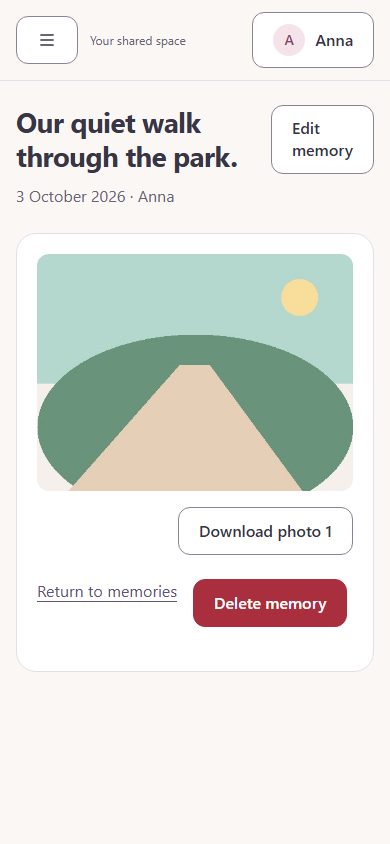 Your shared space
A
Anna
Our quiet walk
through the park.
Edit
memory
3 October 2026 · Anna
Download photo 1
Return to memories
Delete memory